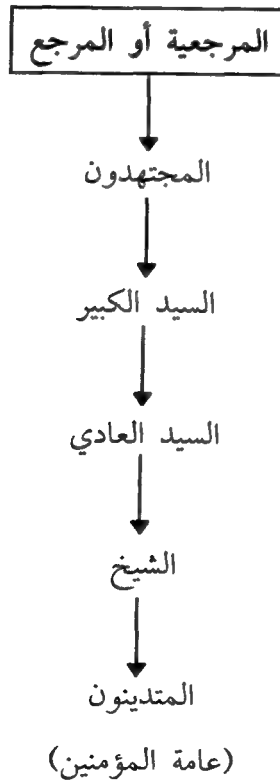 المرجعية أو المرجع
المجتهدون
السيد الكبير
السيد العادي
الشيخ
المتدينون
(عامة المؤمنين)